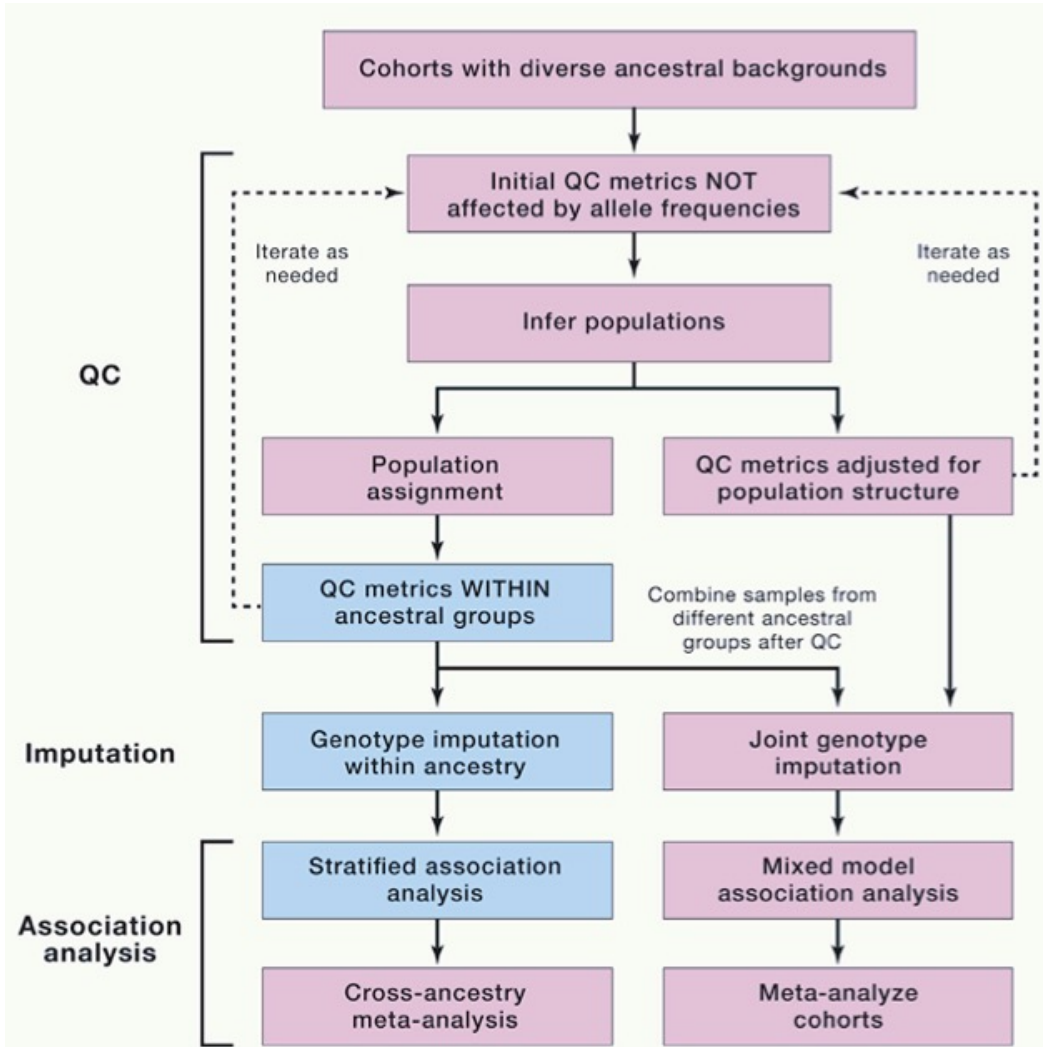 Cohorts with diverse ancestral backgrounds
Initial QC metrics NOT
affected by allele frequencies
Iterate as
needed
Iterate as
needed
Infer populations
QC
Population
assignment
QC metrics adjusted for
population structure
QC metrics WITHIN
ancestral groups
Combine samples from
different ancestral
groups after QC
Imputation
Genotype imputation
within ancestry
Joint genotype
imputation
Association
analysis
Stratified association
analysis
Mixed model
association analysis
Cross-ancestry
meta-analysis
Meta-analyze
cohorts